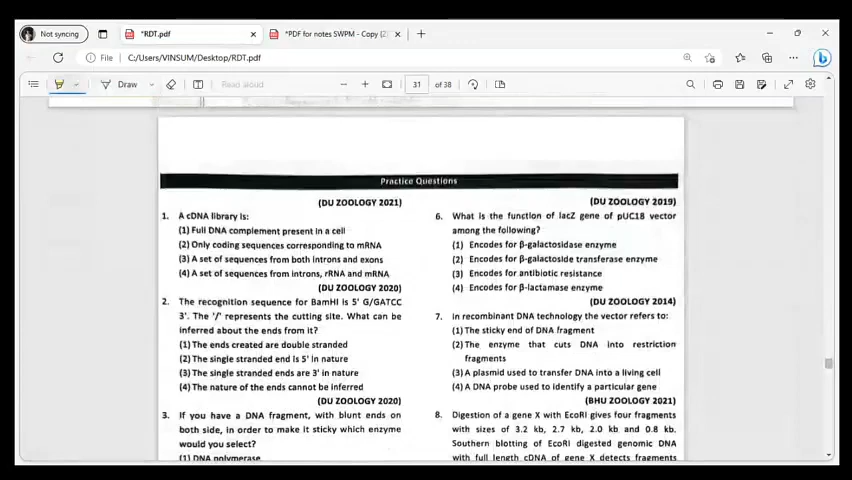 Not syncing
*RDT.pdf
*PDF for notes SWPM - Copy (2)
File
C:/Users/VINSUM/Desktop/RDT.pdf
Draw
Read aloud
31
of 38
Practice Questions
(DU ZOOLOGY 2021)
1. A cDNA library is:
(1) Full DNA complement present in a cell
(2) Only coding sequences corresponding to mRNA
(3) A set of sequences from both introns and exons
(4) A set of sequences from introns, rRNA and mRNA
(DU ZOOLOGY 2020)
2. The recognition sequence for BamHI is 5' G/GATCC
3'. The '/' represents the cutting site. What can be
inferred about the ends from it?
(1) The ends created are double stranded
(2) The single stranded end is 5' in nature
(3) The single stranded ends are 3' in nature
(4) The nature of the ends cannot be inferred
(DU ZOOLOGY 2020)
3. If you have a DNA fragment, with blunt ends on
both side, in order to make it sticky which enzyme
would you select?
(1) DNA polymerase
(DU ZOOLOGY 2019)
6. What is the function of lacZ gene of pUC18 vector
among the following?
(1) Encodes for β-galactosidase enzyme
(2) Encodes for β-galactoside transferase enzyme
(3) Encodes for antibiotic resistance
(4) Encodes for β-lactamase enzyme
(DU ZOOLOGY 2014)
7. In recombinant DNA technology the vector refers to:
(1) The sticky end of DNA fragment
(2) The enzyme that cuts DNA into restriction
fragments
(3) A plasmid used to transfer DNA into a living cell
(4) A DNA probe used to identify a particular gene
(BHU ZOOLOGY 2021)
8. Digestion of a gene X with EcoRI gives four fragments
with sizes of 3.2 kb, 2.7 kb, 2.0 kb and 0.8 kb.
Southern blotting of EcoRI digested genomic DNA
with full length cDNA of gene X detects fragments